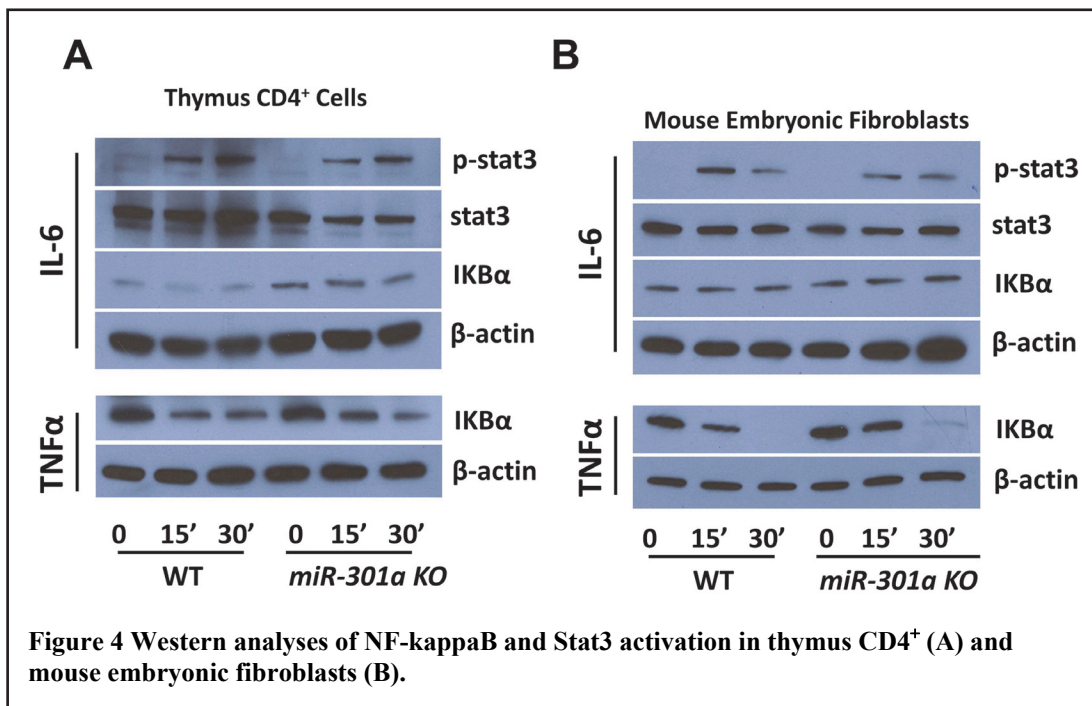 A
Thymus CD4⁺ Cells
IL-6
p-stat3
stat3
IKBα
β-actin
TNFα
IKBα
β-actin
0 15’ 30’ 0 15’ 30’
WT miR-301a KO
B
Mouse Embryonic Fibroblasts
IL-6
p-stat3
stat3
IKBα
β-actin
TNFα
IKBα
β-actin
0 15’ 30’ 0 15’ 30’
WT miR-301a KO
Figure 4 Western analyses of NF-kappaB and Stat3 activation in thymus CD4⁺ (A) and
mouse embryonic fibroblasts (B).